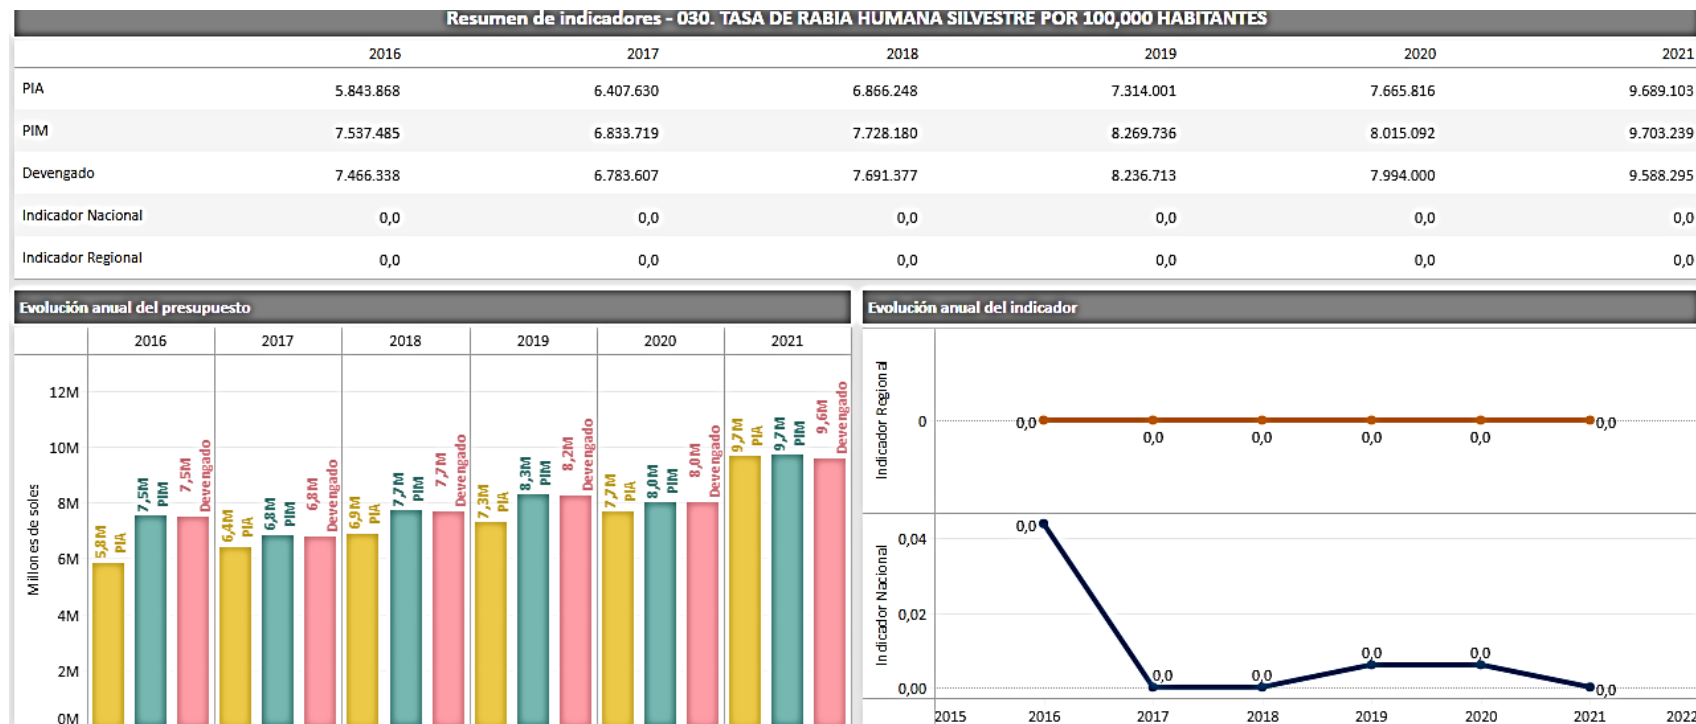 Resumen de indicadores - 030. TASA DE RABIA HUMANA SILVESTRE POR 100,000 HABITANTES
2016 2017 2018 2019 2020 2021
PIA 5.843.868 6.407.630 6.866.248 7.314.001 7.665.816 9.689.103
PIM 7.537.485 6.833.719 7.728.180 8.269.736 8.015.092 9.703.239
Devengado 7.466.338 6.783.607 7.691.377 8.236.713 7.994.000 9.588.295
Indicador Nacional 0,0 0,0 0,0 0,0 0,0 0,0
Indicador Regional 0,0 0,0 0,0 0,0 0,0 0,0
Evolución anual del presupuesto
2016 2017 2018 2019 2020 2021
Millones de soles
12M
10M
8M
6M
4M
2M
0M
5,8M PIA
7,5M PIM
7,5M Devengado
6,4M PIA
6,8M PIM
6,8M Devengado
6,9M PIA
7,7M PIM
7,7M Devengado
7,3M PIA
8,3M PIM
8,2M Devengado
7,7M PIA
8,0M PIM
8,0M Devengado
9,7M PIA
9,7M PIM
9,6M Devengado
Evolución anual del indicador
Indicador Regional
0
0,0 0,0 0,0 0,0 0,0 0,0
Indicador Nacional
0,04
0,02
0,00
0,0 0,0 0,0 0,0 0,0 0,0
2015 2016 2017 2018 2019 2020 2021 2022